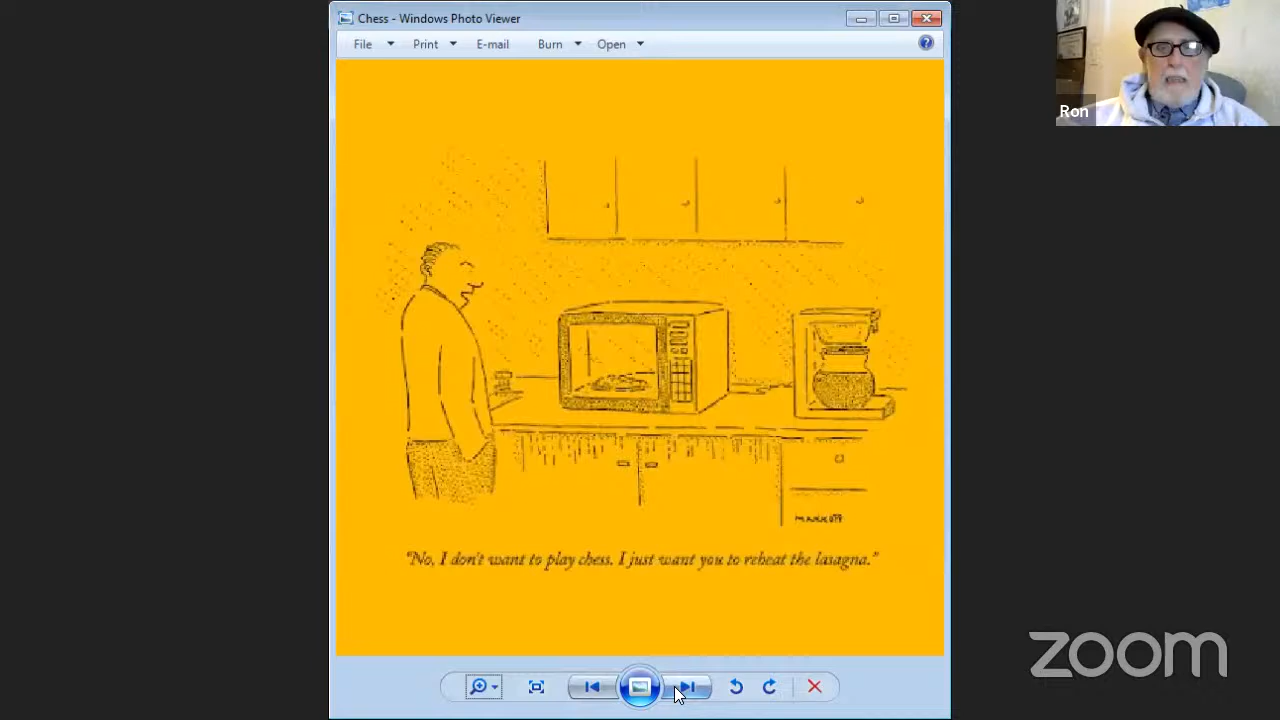 Chess - Windows Photo Viewer
File Print E-mail Burn Open
Ron
MANKOFF
"No, I don't want to play chess. I just want you to reheat the lasagna."
zoom